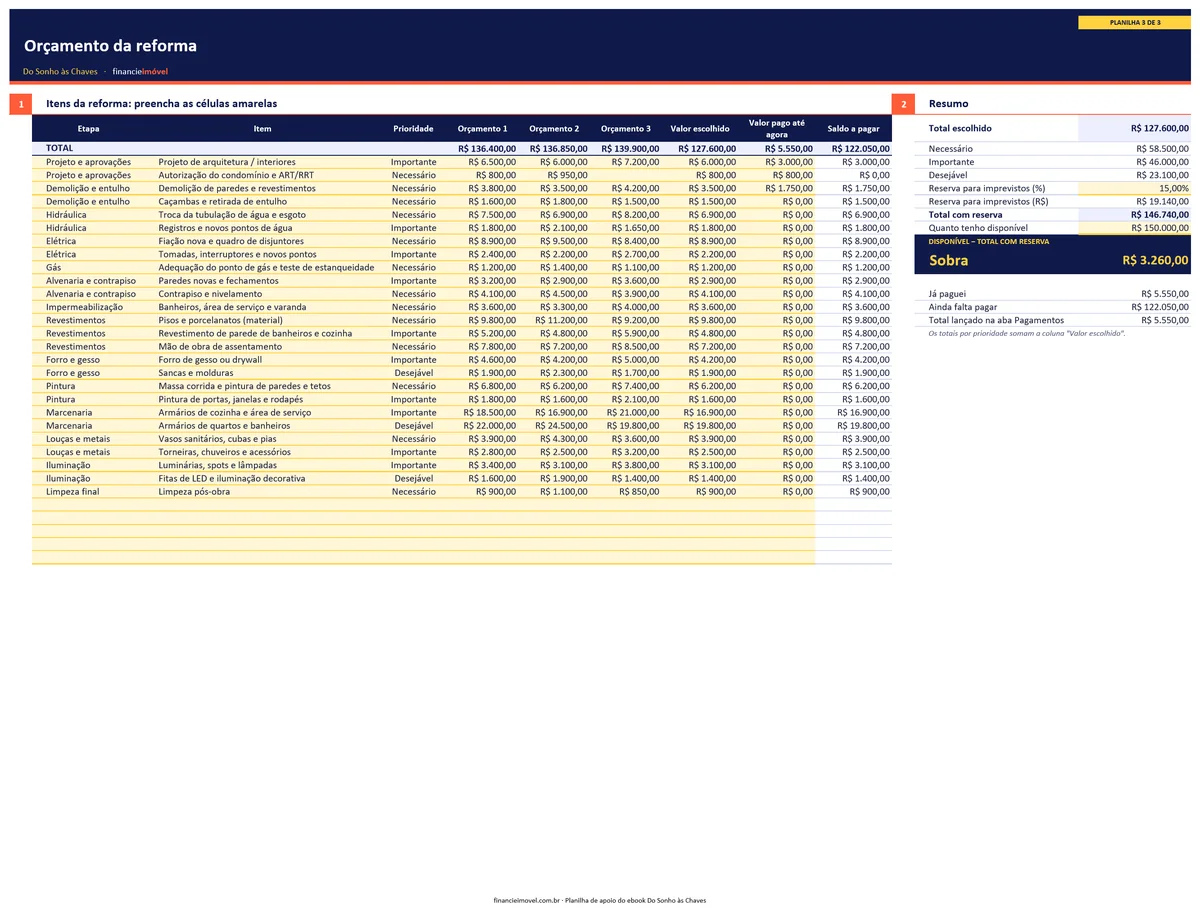 PLANILHA 3 DE 3
Orçamento da reforma
Do Sonho às Chaves · financieimóvel
1 Itens da reforma: preencha as células amarelas
Etapa Item Prioridade Orçamento 1 Orçamento 2 Orçamento 3 Valor escolhido Valor pago até agora Saldo a pagar
TOTAL R$ 136.400,00 R$ 136.850,00 R$ 139.900,00 R$ 127.600,00 R$ 5.550,00 R$ 122.050,00
Projeto e aprovações Projeto de arquitetura / interiores Importante R$ 6.500,00 R$ 6.000,00 R$ 7.200,00 R$ 6.000,00 R$ 3.000,00 R$ 3.000,00
Projeto e aprovações Autorização do condomínio e ART/RRT Necessário R$ 800,00 R$ 950,00 R$ 800,00 R$ 800,00 R$ 0,00
Demolição e entulho Demolição de paredes e revestimentos Necessário R$ 3.800,00 R$ 3.500,00 R$ 4.200,00 R$ 3.500,00 R$ 1.750,00 R$ 1.750,00
Demolição e entulho Caçambas e retirada de entulho Necessário R$ 1.600,00 R$ 1.800,00 R$ 1.500,00 R$ 1.500,00 R$ 0,00 R$ 1.500,00
Hidráulica Troca da tubulação de água e esgoto Necessário R$ 7.500,00 R$ 6.900,00 R$ 8.200,00 R$ 6.900,00 R$ 0,00 R$ 6.900,00
Hidráulica Registros e novos pontos de água Importante R$ 1.800,00 R$ 2.100,00 R$ 1.650,00 R$ 1.800,00 R$ 0,00 R$ 1.800,00
Elétrica Fiação nova e quadro de disjuntores Necessário R$ 8.900,00 R$ 9.500,00 R$ 8.400,00 R$ 8.900,00 R$ 0,00 R$ 8.900,00
Elétrica Tomadas, interruptores e novos pontos Importante R$ 2.400,00 R$ 2.200,00 R$ 2.700,00 R$ 2.200,00 R$ 0,00 R$ 2.200,00
Gás Adequação do ponto de gás e teste de estanqueidade Necessário R$ 1.200,00 R$ 1.400,00 R$ 1.100,00 R$ 1.200,00 R$ 0,00 R$ 1.200,00
Alvenaria e contrapiso Paredes novas e fechamentos Importante R$ 3.200,00 R$ 2.900,00 R$ 3.600,00 R$ 2.900,00 R$ 0,00 R$ 2.900,00
Alvenaria e contrapiso Contrapiso e nivelamento Necessário R$ 4.100,00 R$ 4.500,00 R$ 3.900,00 R$ 4.100,00 R$ 0,00 R$ 4.100,00
Impermeabilização Banheiros, área de serviço e varanda Necessário R$ 3.600,00 R$ 3.300,00 R$ 4.000,00 R$ 3.600,00 R$ 0,00 R$ 3.600,00
Revestimentos Pisos e porcelanatos (material) Necessário R$ 9.800,00 R$ 11.200,00 R$ 9.200,00 R$ 9.800,00 R$ 0,00 R$ 9.800,00
Revestimentos Revestimento de parede de banheiros e cozinha Importante R$ 5.200,00 R$ 4.800,00 R$ 5.900,00 R$ 4.800,00 R$ 0,00 R$ 4.800,00
Revestimentos Mão de obra de assentamento Necessário R$ 7.800,00 R$ 7.200,00 R$ 8.500,00 R$ 7.200,00 R$ 0,00 R$ 7.200,00
Forro e gesso Forro de gesso ou drywall Importante R$ 4.600,00 R$ 4.200,00 R$ 5.000,00 R$ 4.200,00 R$ 0,00 R$ 4.200,00
Forro e gesso Sancas e molduras Desejável R$ 1.900,00 R$ 2.300,00 R$ 1.700,00 R$ 1.900,00 R$ 0,00 R$ 1.900,00
Pintura Massa corrida e pintura de paredes e tetos Necessário R$ 6.800,00 R$ 6.200,00 R$ 7.400,00 R$ 6.200,00 R$ 0,00 R$ 6.200,00
Pintura Pintura de portas, janelas e rodapés Importante R$ 1.800,00 R$ 1.600,00 R$ 2.100,00 R$ 1.600,00 R$ 0,00 R$ 1.600,00
Marcenaria Armários de cozinha e área de serviço Importante R$ 18.500,00 R$ 16.900,00 R$ 21.000,00 R$ 16.900,00 R$ 0,00 R$ 16.900,00
Marcenaria Armários de quartos e banheiros Desejável R$ 22.000,00 R$ 24.500,00 R$ 19.800,00 R$ 19.800,00 R$ 0,00 R$ 19.800,00
Louças e metais Vasos sanitários, cubas e pias Necessário R$ 3.900,00 R$ 4.300,00 R$ 3.600,00 R$ 3.900,00 R$ 0,00 R$ 3.900,00
Louças e metais Torneiras, chuveiros e acessórios Importante R$ 2.800,00 R$ 2.500,00 R$ 3.200,00 R$ 2.500,00 R$ 0,00 R$ 2.500,00
Iluminação Luminárias, spots e lâmpadas Importante R$ 3.400,00 R$ 3.100,00 R$ 3.800,00 R$ 3.100,00 R$ 0,00 R$ 3.100,00
Iluminação Fitas de LED e iluminação decorativa Desejável R$ 1.600,00 R$ 1.900,00 R$ 1.400,00 R$ 1.400,00 R$ 0,00 R$ 1.400,00
Limpeza final Limpeza pós-obra Necessário R$ 900,00 R$ 1.100,00 R$ 850,00 R$ 900,00 R$ 0,00 R$ 900,00
2 Resumo
Total escolhido R$ 127.600,00
Necessário R$ 58.500,00
Importante R$ 46.000,00
Desejável R$ 23.100,00
Reserva para imprevistos (%) 15,00%
Reserva para imprevistos (R$) R$ 19.140,00
Total com reserva R$ 146.740,00
Quanto tenho disponível R$ 150.000,00
DISPONÍVEL – TOTAL COM RESERVA
Sobra R$ 3.260,00
Já paguei R$ 5.550,00
Ainda falta pagar R$ 122.050,00
Total lançado na aba Pagamentos R$ 5.550,00
Os totais por prioridade somam a coluna "Valor escolhido".
financieimovel.com.br · Planilha de apoio do ebook Do Sonho às Chaves